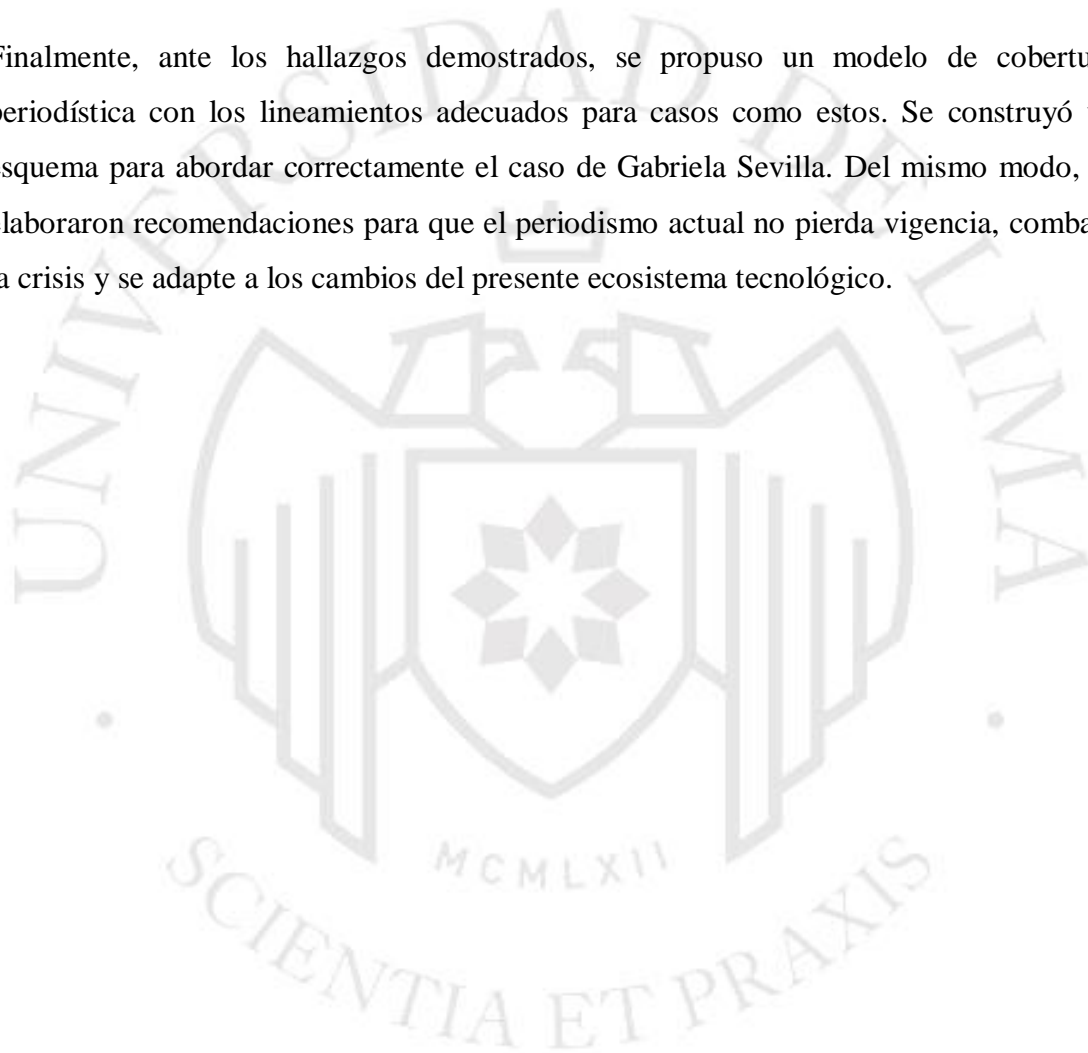 Finalmente, ante los hallazgos demostrados, se propuso un modelo de cobertu
periodística con los lineamientos adecuados para casos como estos. Se construyó
esquema para abordar correctamente el caso de Gabriela Sevilla. Del mismo modo,
elaboraron recomendaciones para que el periodismo actual no pierda vigencia, comba
la crisis y se adapte a los cambios del presente ecosistema tecnológico.
UNIVERSIDAD DE LIMA
MCMLXII
SCIENTIA ET PRAXIS